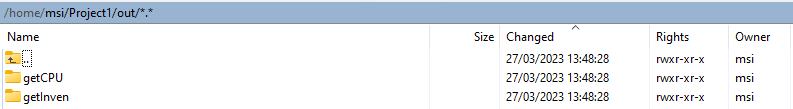 /home/msi/Project1/out/*.*
Name Size Changed Rights Owner
.. 27/03/2023 13:48:28 rwxr-xr-x msi
getCPU 27/03/2023 13:48:28 rwxr-xr-x msi
getInven 27/03/2023 13:48:28 rwxr-xr-x msi